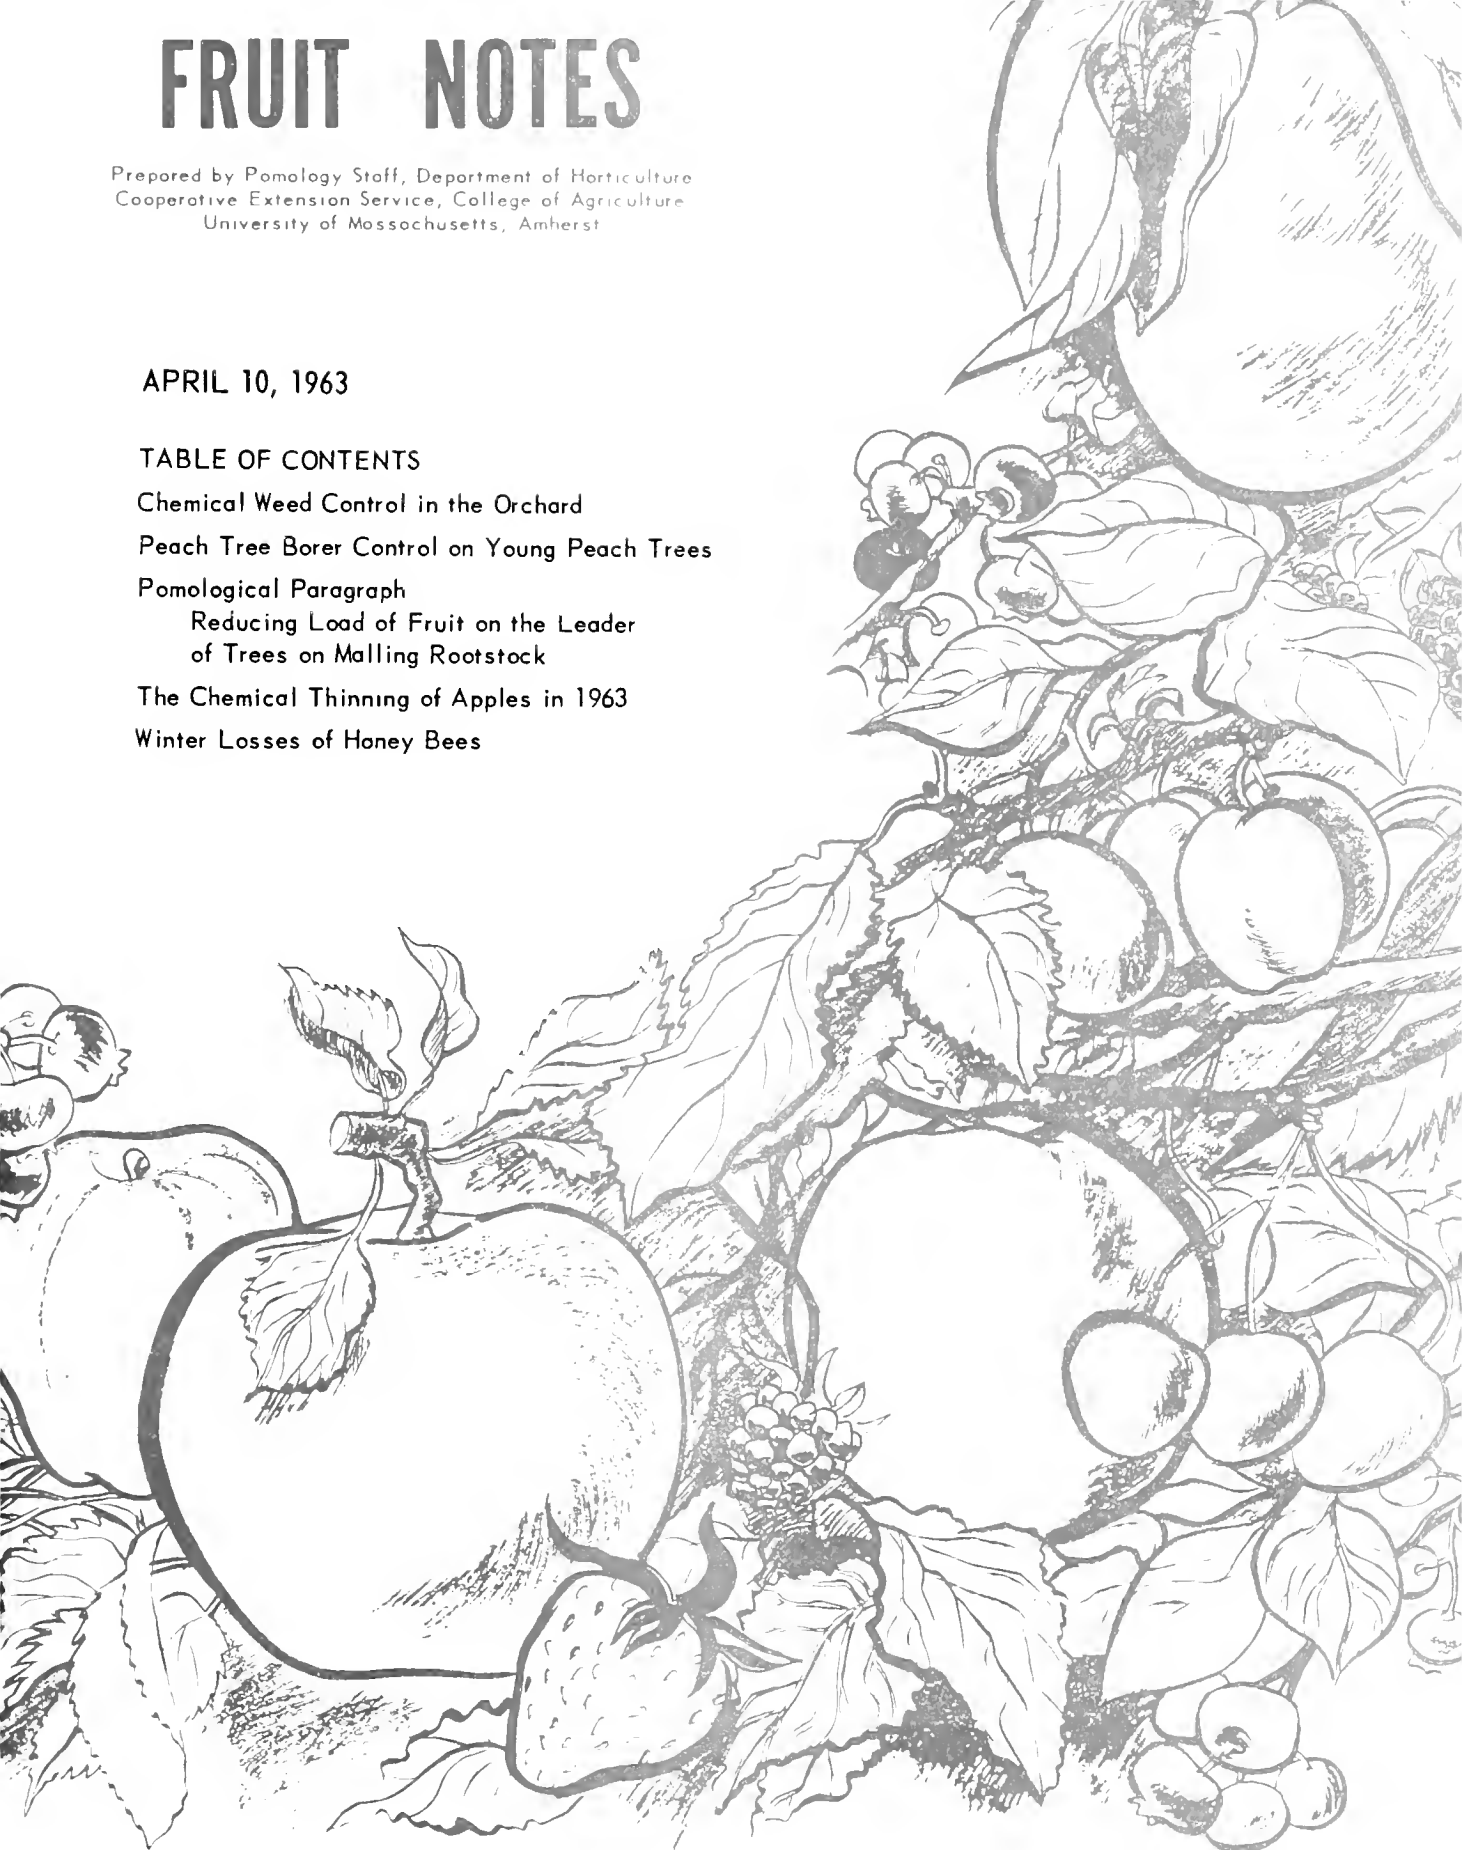 FRUIT NOTES
Prepared by Pomology Staff, Department of Horticulture
Cooperative Extension Service, College of Agriculture
University of Massachusetts, Amherst
APRIL 10, 1963
TABLE OF CONTENTS
Chemical Weed Control in the Orchard
Peach Tree Borer Control on Young Peach Trees
Pomological Paragraph
Reducing Load of Fruit on the Leader
of Trees on Malling Rootstock
The Chemical Thinning of Apples in 1963
Winter Losses of Honey Bees